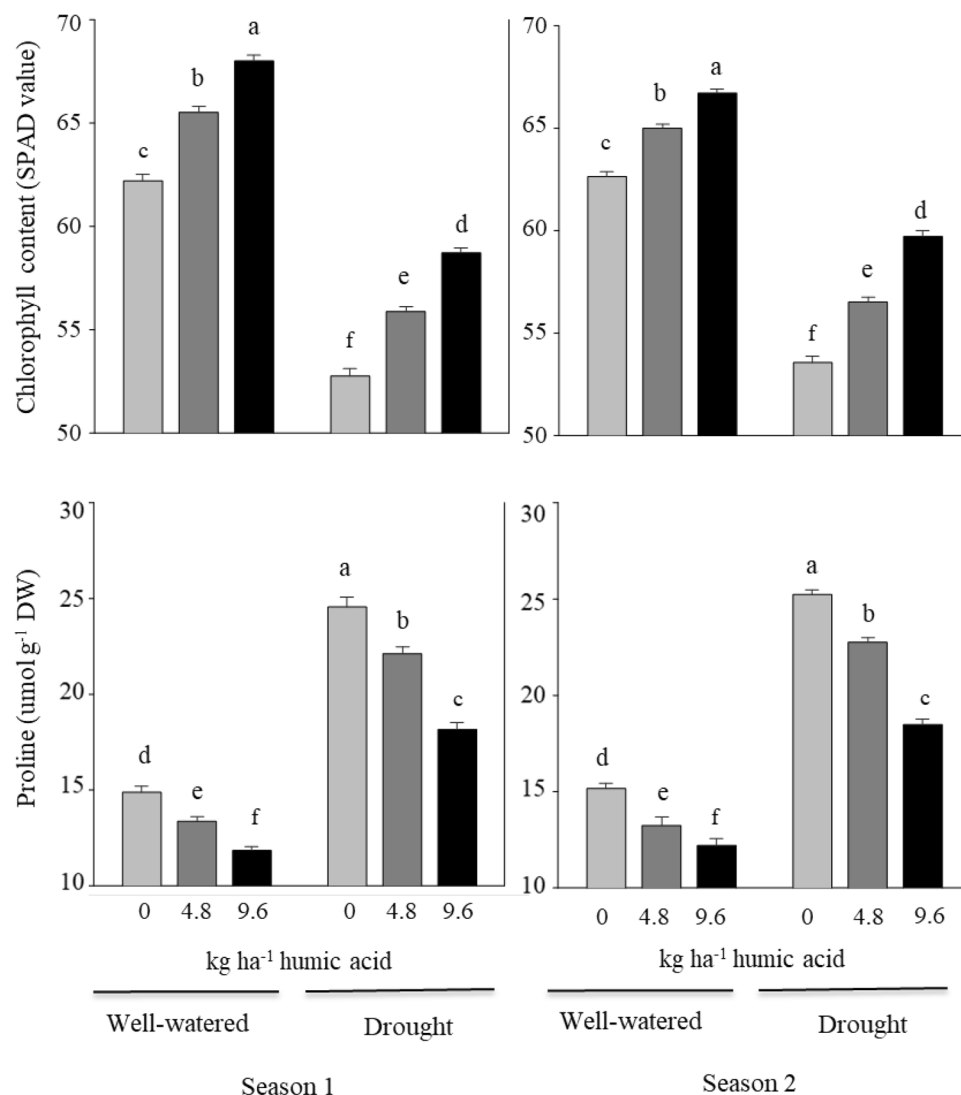 Chlorophyll content (SPAD value)
70
65
60
55
50
c
b
a
f
e
d
70
65
60
55
50
c
b
a
f
e
d
Proline (umol g⁻¹ DW)
30
25
20
15
10
d
e
f
a
b
c
30
25
20
15
10
d
e
f
a
b
c
0 4.8 9.6 0 4.8 9.6
0 4.8 9.6 0 4.8 9.6
kg ha⁻¹ humic acid
kg ha⁻¹ humic acid
Well-watered Drought
Well-watered Drought
Season 1
Season 2